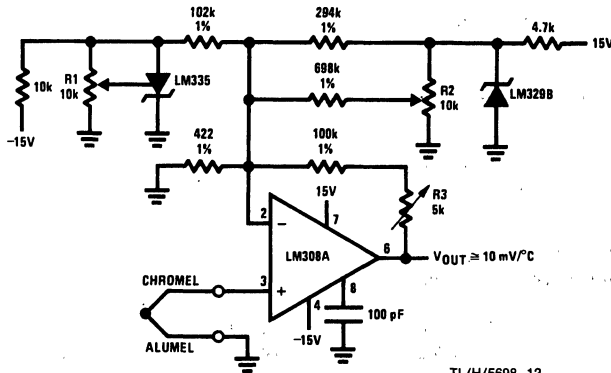 102k
1%
294k
1%
4.7k
15V
10k
R1
10k
LM335
698k
1%
R2
10k
LM329B
-15V
422
1%
100k
1%
15V
R3
5k
2
-
7
LM308A
6
VOUT ≅ 10 mV/°C
CHROMEL
3
+
4
8
100 pF
-15V
ALUMEL
TL/H/5698-12